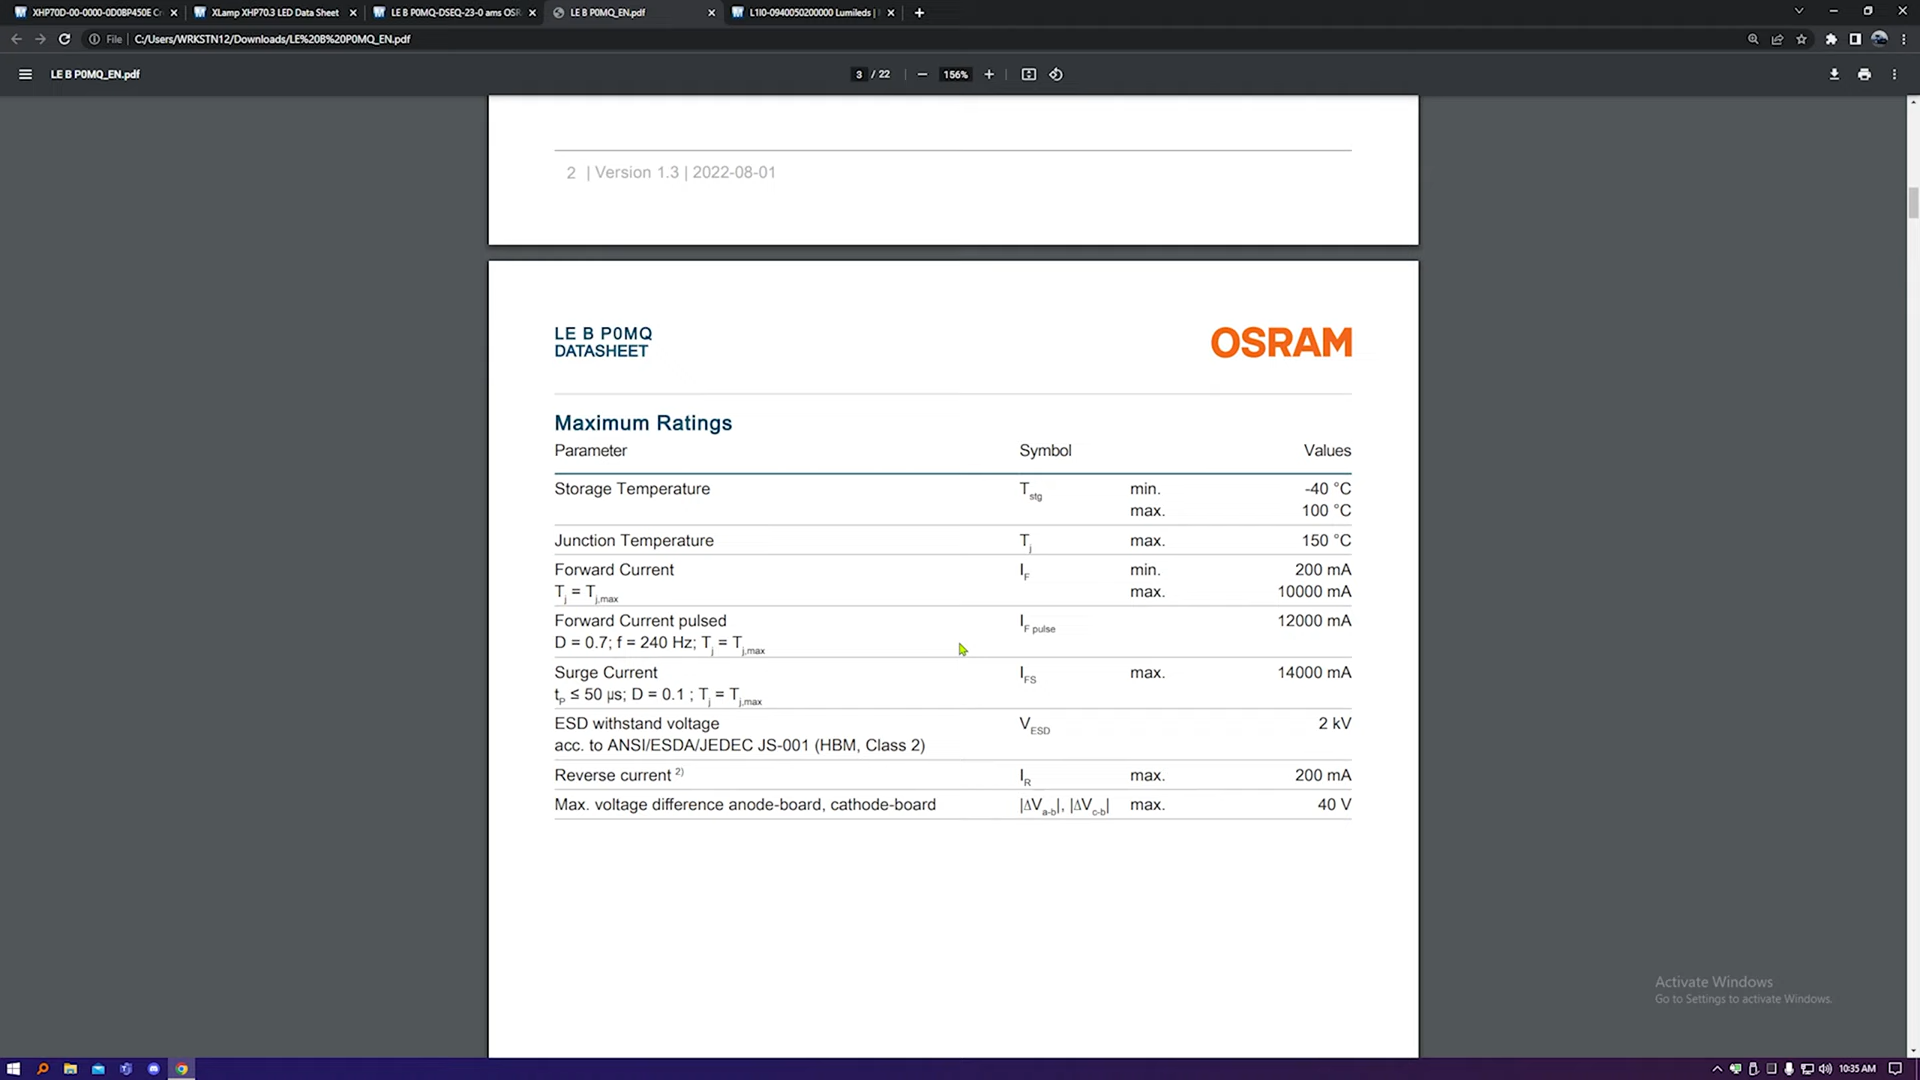 XHP70D-00-0000-0D0BP450E Cr
XLamp XHP70.3 LED Data Sheet
LE B P0MQ-DSEQ-23-0 ams OSR
LE B P0MQ_EN.pdf
L1I0-0940050200000 Lumileds |
File C:/Users/WRKSTN12/Downloads/LE%20B%20P0MQ_EN.pdf
LE B P0MQ_EN.pdf
3 / 22
156%
2 | Version 1.3 | 2022-08-01
LE B P0MQ
DATASHEET
OSRAM
Maximum Ratings
Parameter Symbol Values
Storage Temperature Tstg min. -40 °C
max. 100 °C
Junction Temperature Tj max. 150 °C
Forward Current IF min. 200 mA
Tj = Tj,max max. 10000 mA
Forward Current pulsed IF pulse 12000 mA
D = 0.7; f = 240 Hz; Tj = Tj,max
Surge Current IFS max. 14000 mA
tp ≤ 50 µs; D = 0.1 ; Tj = Tj,max
ESD withstand voltage VESD 2 kV
acc. to ANSI/ESDA/JEDEC JS-001 (HBM, Class 2)
Reverse current 2) IR max. 200 mA
Max. voltage difference anode-board, cathode-board |ΔVa-b|, |ΔVc-b| max. 40 V
Activate Windows
Go to Settings to activate Windows.
10:35 AM